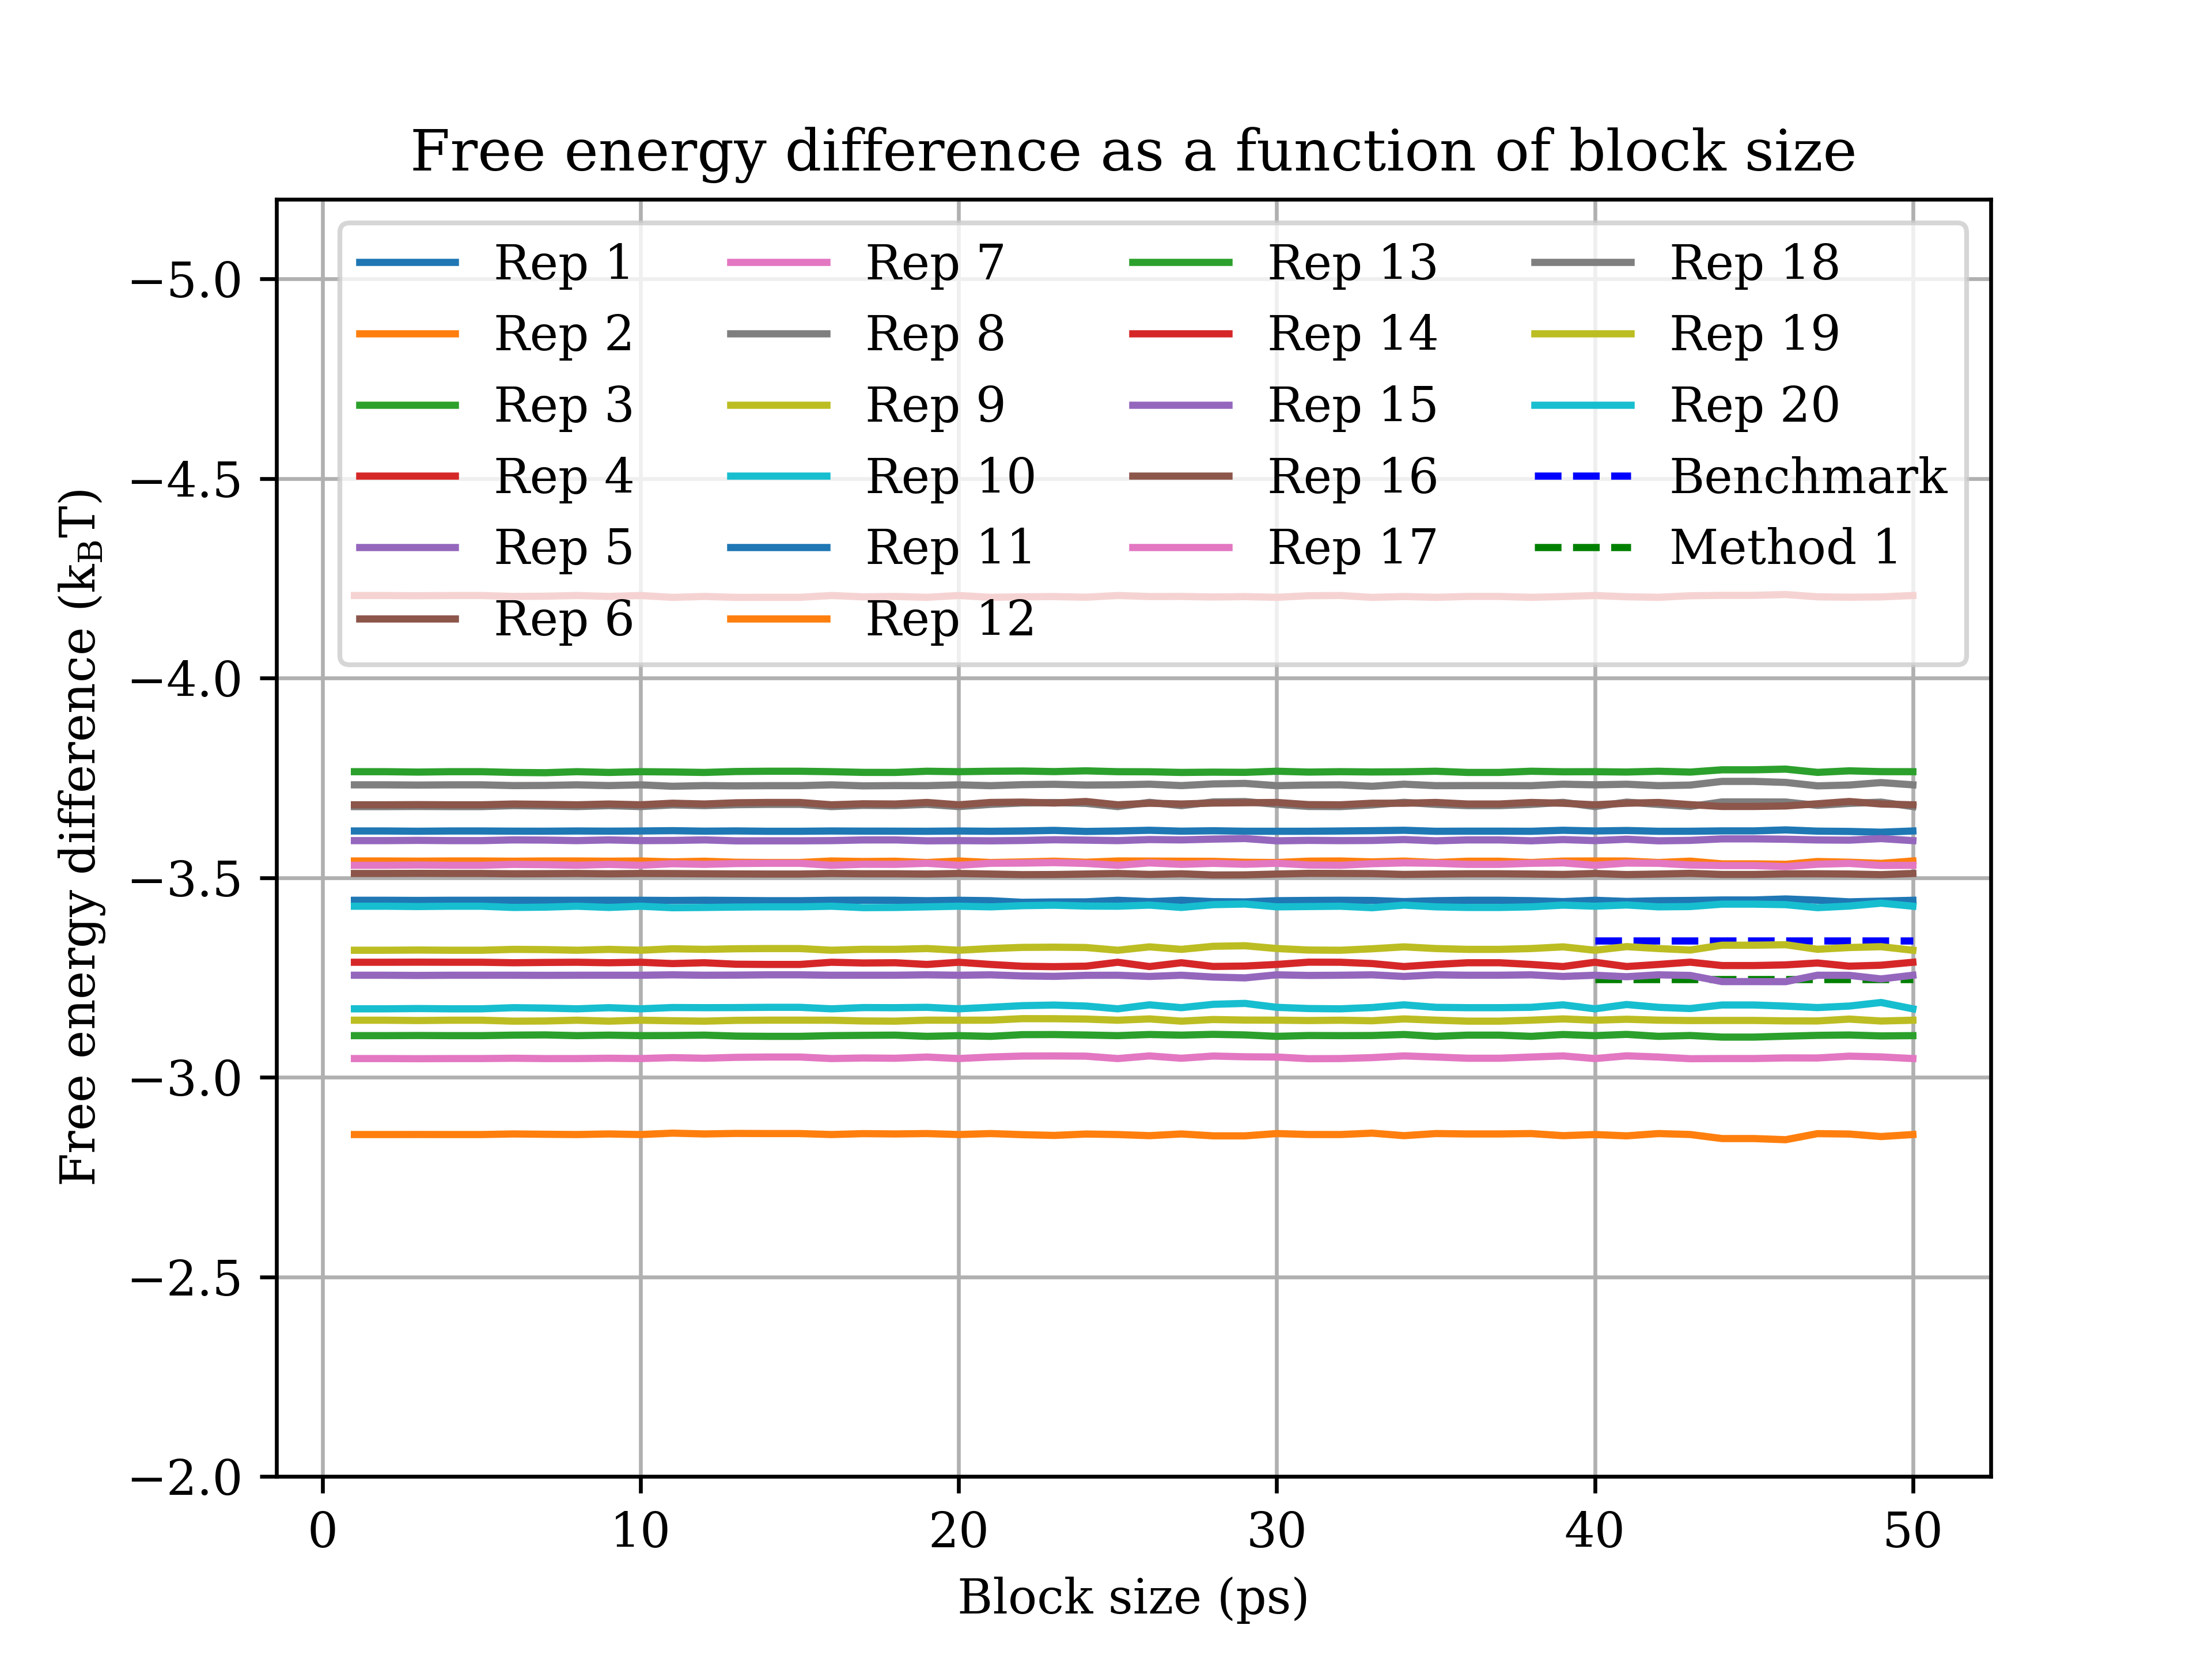 Free energy difference as a function of block size
Free energy difference (kBT)
−5.0
−4.5
−4.0
−3.5
−3.0
−2.5
−2.0
Rep 1
Rep 2
Rep 3
Rep 4
Rep 5
Rep 6
Rep 7
Rep 8
Rep 9
Rep 10
Rep 11
Rep 12
Rep 13
Rep 14
Rep 15
Rep 16
Rep 17
Rep 18
Rep 19
Rep 20
Benchmark
Method 1
0 10 20 30 40 50
Block size (ps)